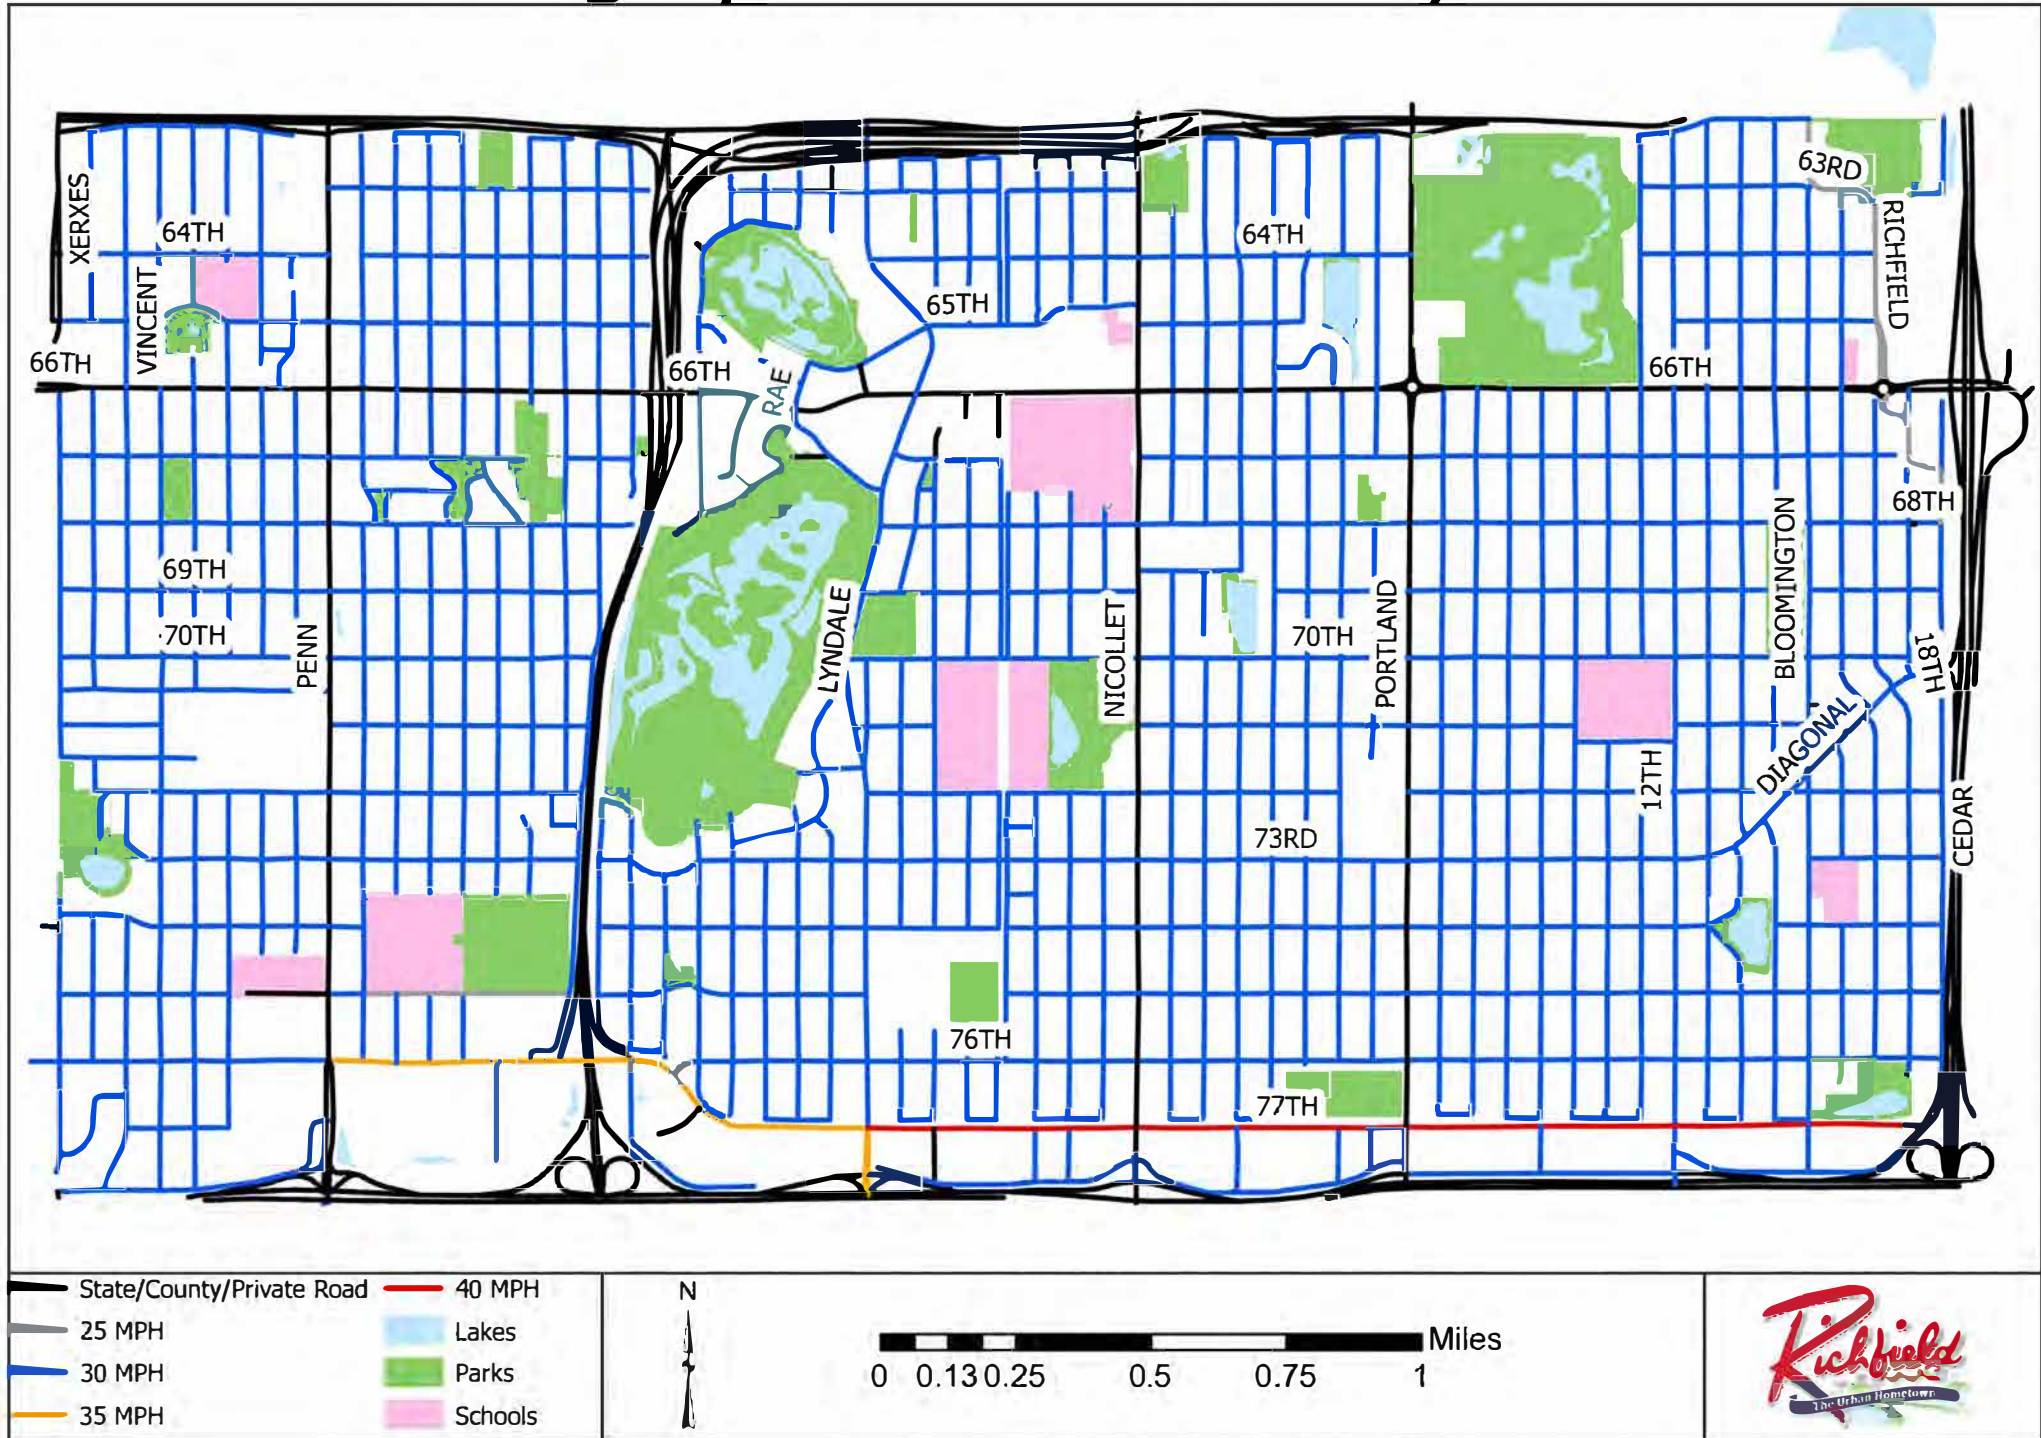 XERXES
64TH
VINCENT
66TH
69TH
70TH
PENN
66TH
RAE
65TH
LYNDALE
NICOLLET
64TH
63RD
RICHFIELD
66TH
68TH
BLOOMINGTON
18TH
PORTLAND
70TH
12TH
DIAGONAL
CEDAR
73RD
76TH
77TH
State/County/Private Road
25 MPH
30 MPH
35 MPH
40 MPH
Lakes
Parks
Schools
N
Miles
0 0.13 0.25 0.5 0.75 1
Richfield
The Urban Hometown